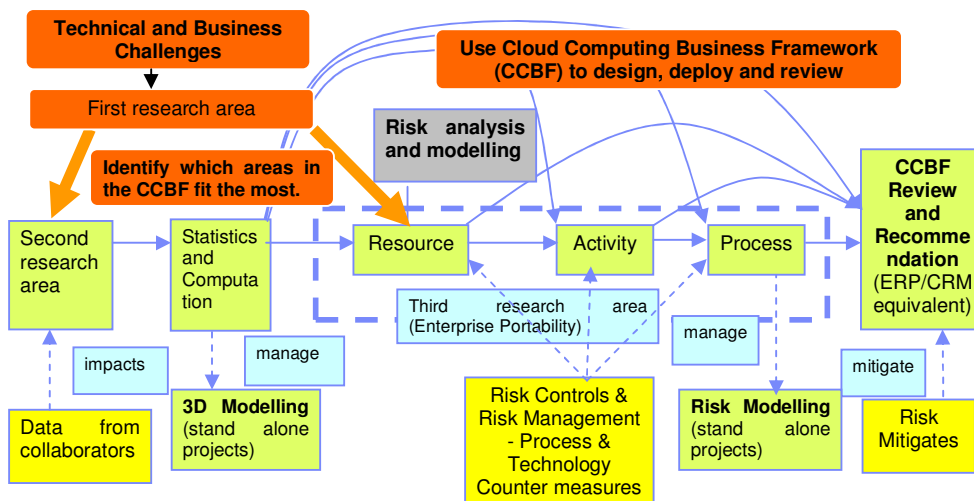 Technical and Business
Challenges
Use Cloud Computing Business Framework
(CCBF) to design, deploy and review
First research area
Risk analysis
and modelling
Identify which areas in
the CCBF fit the most.
CCBF
Review
and
Recomme
ndation
(ERP/CRM
equivalent)
Second
research
area
Statistics
and
Computa
tion
Resource
Activity
Process
Third research area
(Enterprise Portability)
impacts
manage
manage
mitigate
Data from
collaborators
3D Modelling
(stand alone
projects)
Risk Controls &
Risk Management
- Process &
Technology
Counter measures
Risk Modelling
(stand alone
projects)
Risk
Mitigates